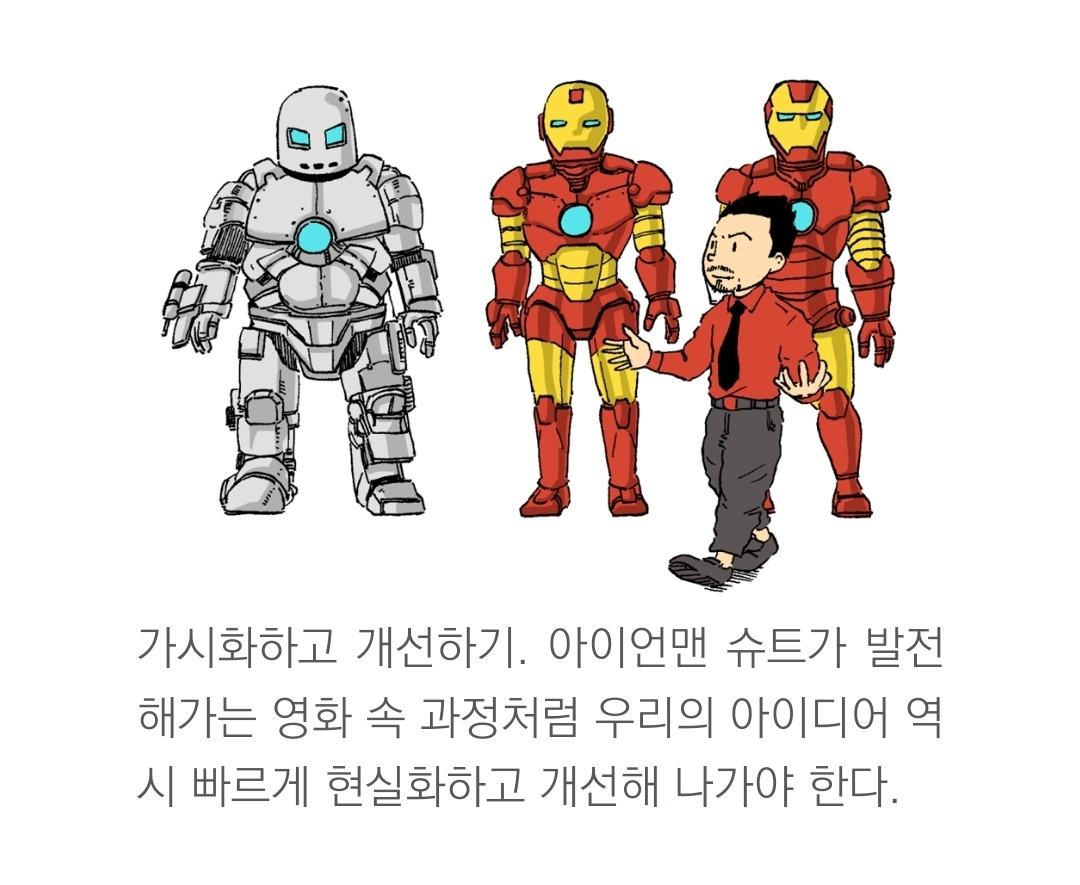 가시화하고 개선하기. 아이언맨 슈트가 발전
해가는 영화 속 과정처럼 우리의 아이디어 역
시 빠르게 현실화하고 개선해 나가야 한다.